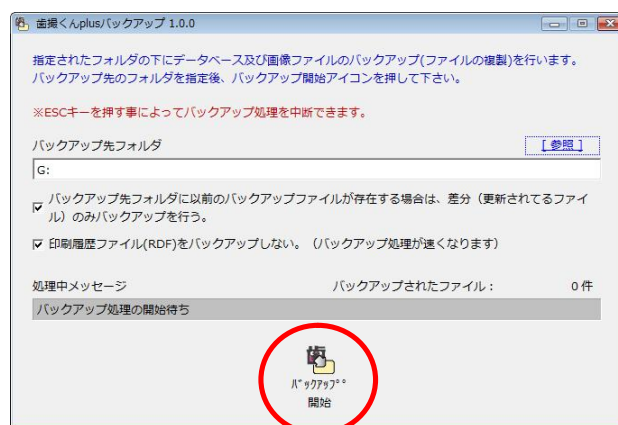 歯撮くんplusバックアップ 1.0.0
指定されたフォルダの下にデータベース及び画像ファイルのバックアップ(ファイルの複製)を行います。
バックアップ先のフォルダを指定後、バックアップ開始アイコンを押して下さい。
※ESCキーを押す事によってバックアップ処理を中断できます。
バックアップ先フォルダ [参照]
G:
バックアップ先フォルダに以前のバックアップファイルが存在する場合は、差分（更新されてるファイ
ル）のみバックアップを行う。
印刷履歴ファイル(RDF)をバックアップしない。（バックアップ処理が速くなります）
処理中メッセージ バックアップされたファイル： 0件
バックアップ処理の開始待ち
歯
ﾊﾞｯｸｱｯﾌﾟ
開始